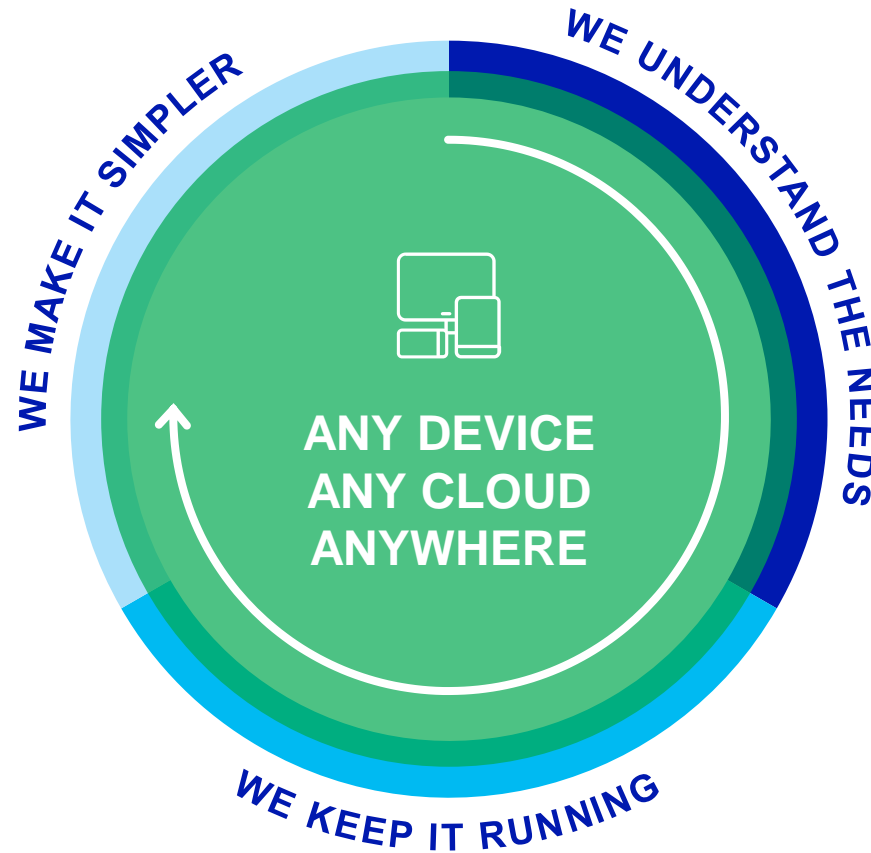 WE MAKE IT SIMPLER
WE UNDERSTAND THE NEEDS
ANY DEVICE
ANY CLOUD
ANYWHERE
WE KEEP IT RUNNING